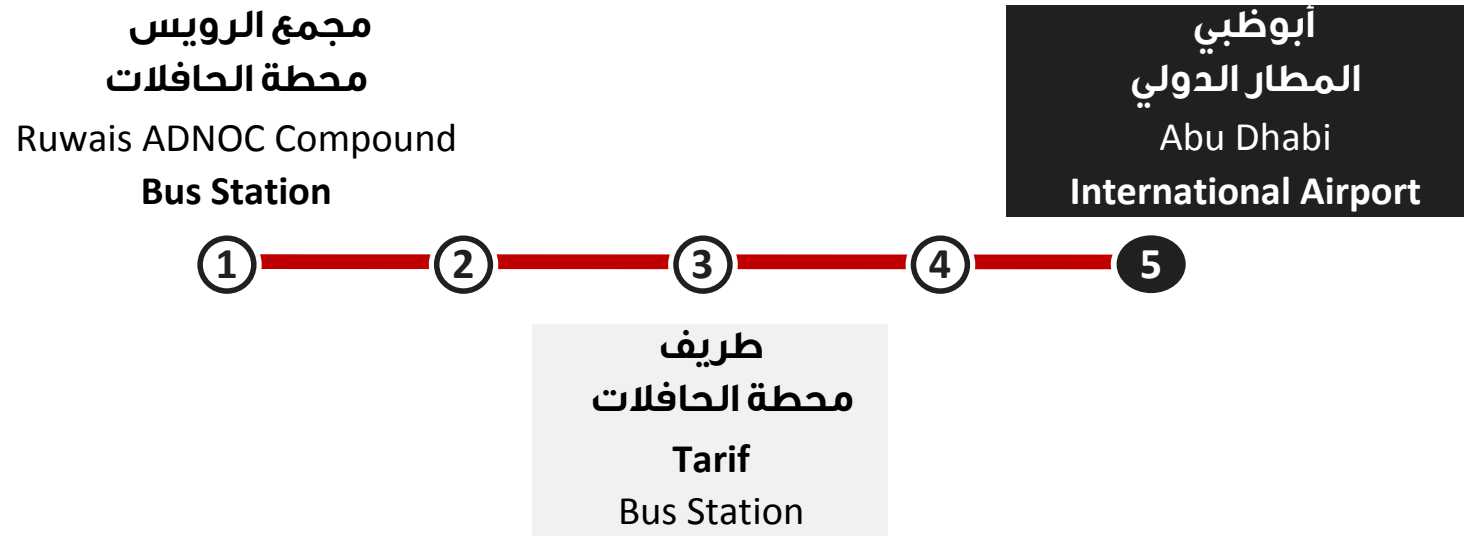 مجمع الرويس
محطة الحافلات
Ruwais ADNOC Compound
Bus Station
أبوظبي
المطار الدولي
Abu Dhabi
International Airport
1 2 3 4 5
طريف
محطة الحافلات
Tarif
Bus Station